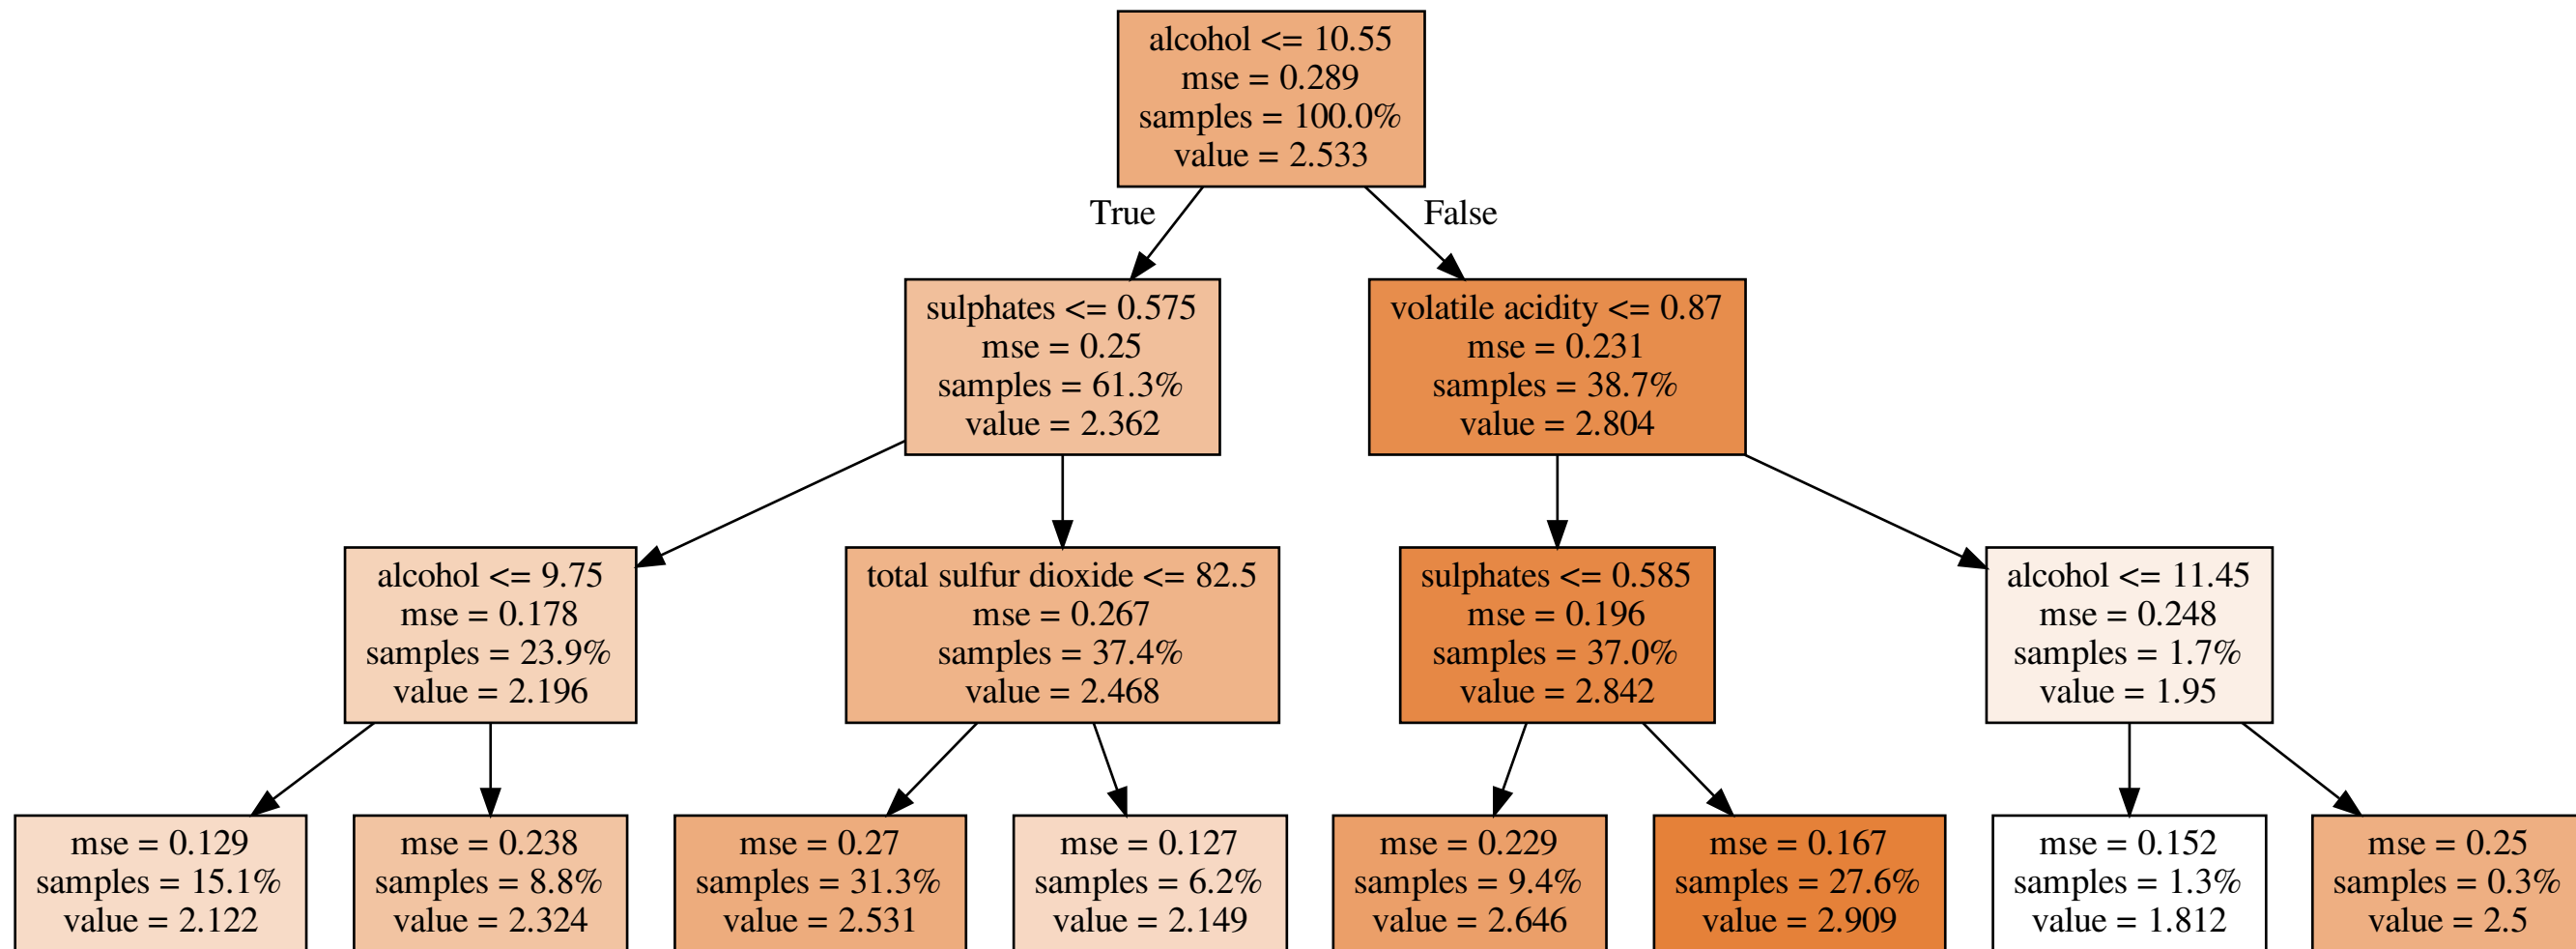 alcohol <= 10.55
mse = 0.289
samples = 100.0%
value = 2.533
True
False
sulphates <= 0.575
mse = 0.25
samples = 61.3%
value = 2.362
volatile acidity <= 0.87
mse = 0.231
samples = 38.7%
value = 2.804
alcohol <= 9.75
mse = 0.178
samples = 23.9%
value = 2.196
total sulfur dioxide <= 82.5
mse = 0.267
samples = 37.4%
value = 2.468
sulphates <= 0.585
mse = 0.196
samples = 37.0%
value = 2.842
alcohol <= 11.45
mse = 0.248
samples = 1.7%
value = 1.95
mse = 0.129
samples = 15.1%
value = 2.122
mse = 0.238
samples = 8.8%
value = 2.324
mse = 0.27
samples = 31.3%
value = 2.531
mse = 0.127
samples = 6.2%
value = 2.149
mse = 0.229
samples = 9.4%
value = 2.646
mse = 0.167
samples = 27.6%
value = 2.909
mse = 0.152
samples = 1.3%
value = 1.812
mse = 0.25
samples = 0.3%
value = 2.5